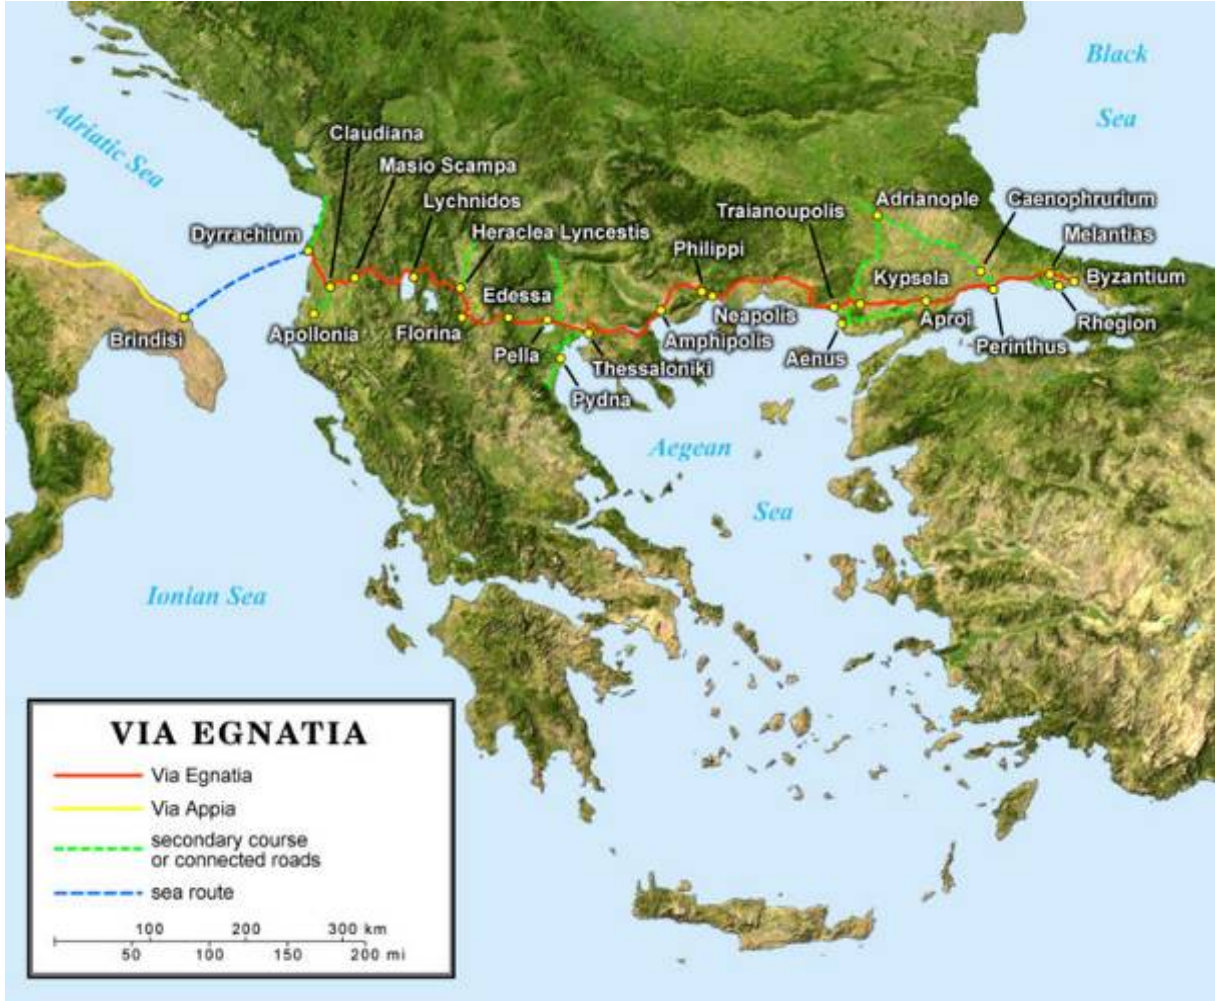 Black
Sea
Adriatic Sea
Claudiana
Masio Scampa
Lychnidos
Dyrrachium
Heraclea Lyncestis
Traianoupolis
Adrianople
Caenophrurium
Melantias
Philippi
Kypsela
Byzantium
Edessa
Brindisi
Apollonia
Florina
Neapolis
Aproi
Rhegion
Pella
Amphipolis
Aenus
Perinthus
Thessaloniki
Pydna
Aegean
Sea
Ionian Sea
VIA EGNATIA
Via Egnatia
Via Appia
secondary course
or connected roads
sea route
100 200 300 km
50 100 150 200 mi